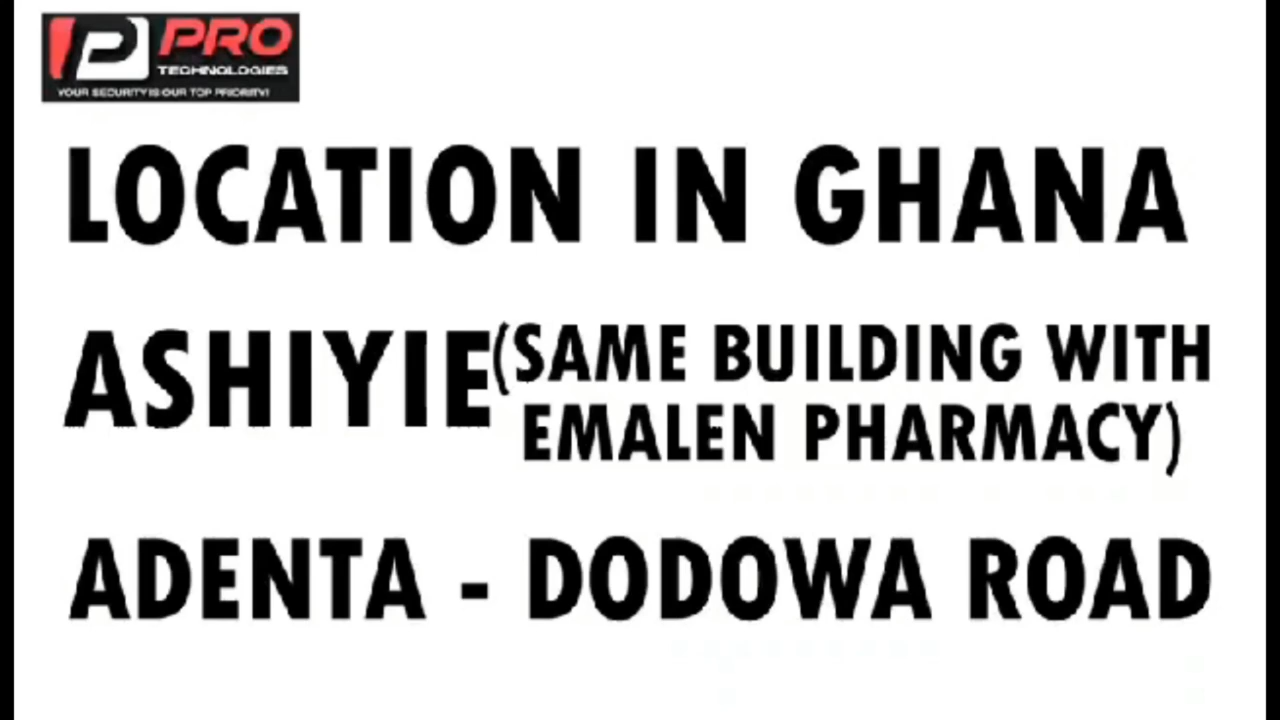 PRO
TECHNOLOGIES
YOUR SECURITY IS OUR TOP PRIORITY!
LOCATION IN GHANA
ASHIYIE (SAME BUILDING WITH
EMALEN PHARMACY)
ADENTA - DODOWA ROAD